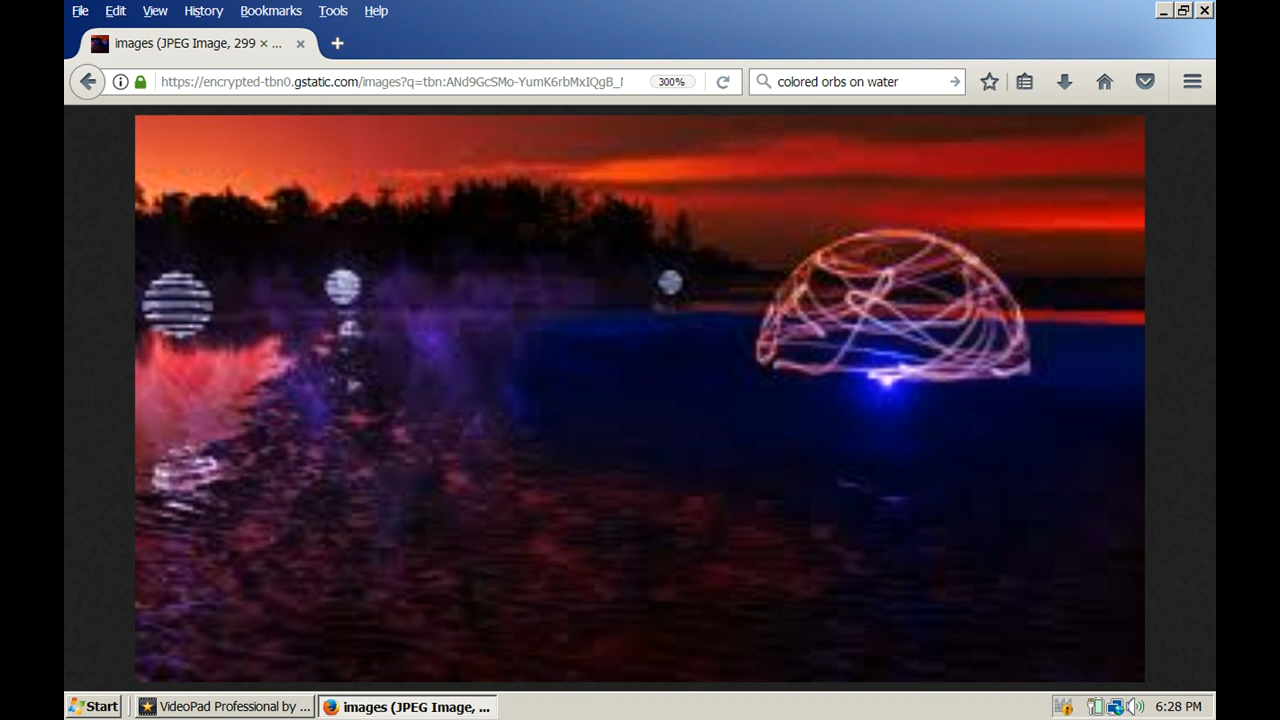 File Edit View History Bookmarks Tools Help
images (JPEG Image, 299 × ...
https://encrypted-tbn0.gstatic.com/images?q=tbn:ANd9GcSMo-YumK6rbMxIQgB_ 300% colored orbs on water
Start VideoPad Professional by ... images (JPEG Image, ... 6:28 PM